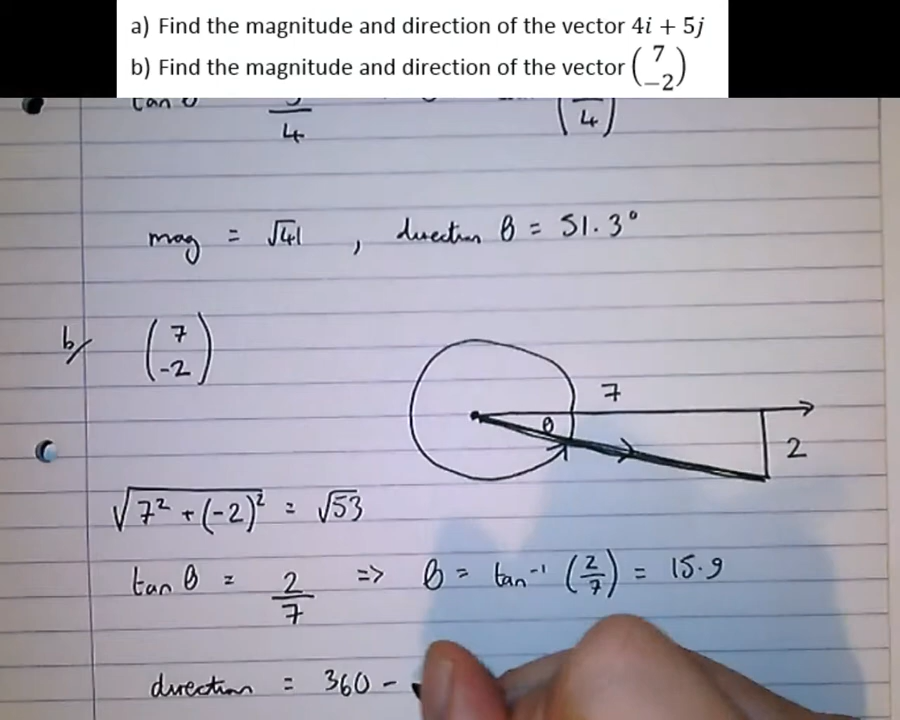 a) Find the magnitude and direction of the vector 4i + 5j
b) Find the magnitude and direction of the vector (7 -2)
4
4
mag = √41 , direction θ = 51.3°
b/ (7 -2)
7
θ
2
√7² + (-2)² = √53
tan θ = 2/7 => θ = tan⁻¹ (2/7) = 15.9
direction = 360 -